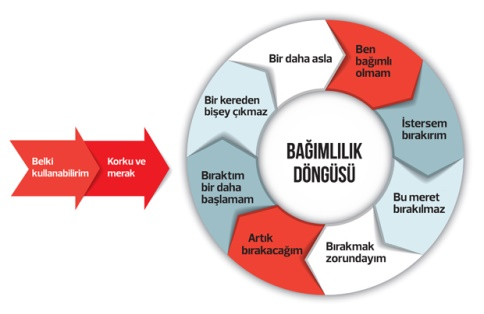 Belki
kullanabilirim
Korku ve
merak
BAĞIMLILIK
DÖNGÜSÜ
Ben
bağımlı
olmam
İstersem
bırakırım
Bu meret
bırakılmaz
Bırakmak
zorundayım
Artık
bırakacağım
Bıraktım
bir daha
başlamam
Bir kereden
bişey çıkmaz
Bir daha asla